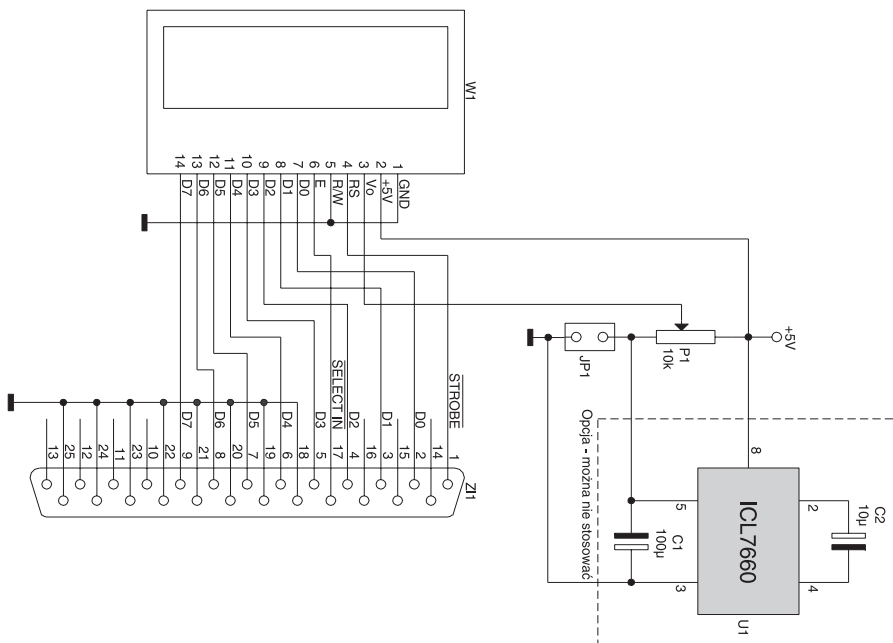 W1
1 GND
2 +5V
3 Vo
4 RS
5 R/W
6 E
7 D0
8 D1
9 D2
10 D3
11 D4
12 D5
13 D6
14 D7
+5V
P1
10k
JP1
Opcja - można nie stosować
C2
10µ
ICL7660
U1
8
2
4
5
3
C1
100µ
Zł1
STROBE 1
14
D0 2
15
D1 3
16
D2 4
SELECT IN 17
D3 5
18
D4 6
19
D5 7
20
D6 8
21
D7 9
22
10
23
11
24
12
25
13